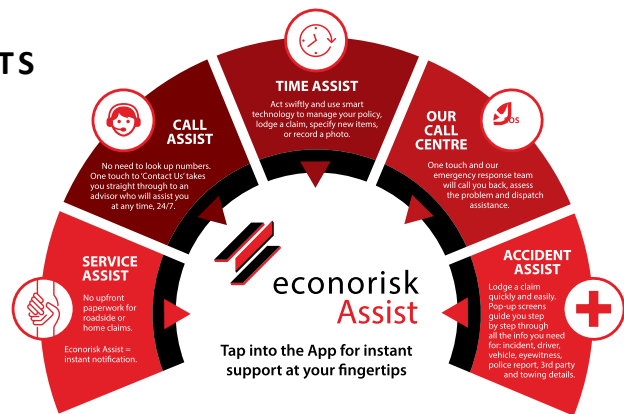 TS
TIME ASSIST
Act swiftly and use smart
technology to manage your policy,
lodge a claim, specify new items,
or record a photo.
CALL
ASSIST
No need to look up numbers.
One touch to 'Contact Us' takes
you straight through to an
advisor who will assist you
at any time, 24/7.
OUR
CALL
CENTRE
SOS
One touch and our
emergency response team
will call you back, assess
the problem and dispatch
assistance.
SERVICE
ASSIST
No upfront
paperwork for
roadside or
home claims.
Econorisk Assist =
instant notification.
ACCIDENT
ASSIST
Lodge a claim
quickly and easily.
Pop-up screens
guide you step
by step through
all the info you need
for: incident, driver,
vehicle, eyewitness,
police report, 3rd party
and towing details.
econorisk
Assist
Tap into the App for instant
support at your fingertips